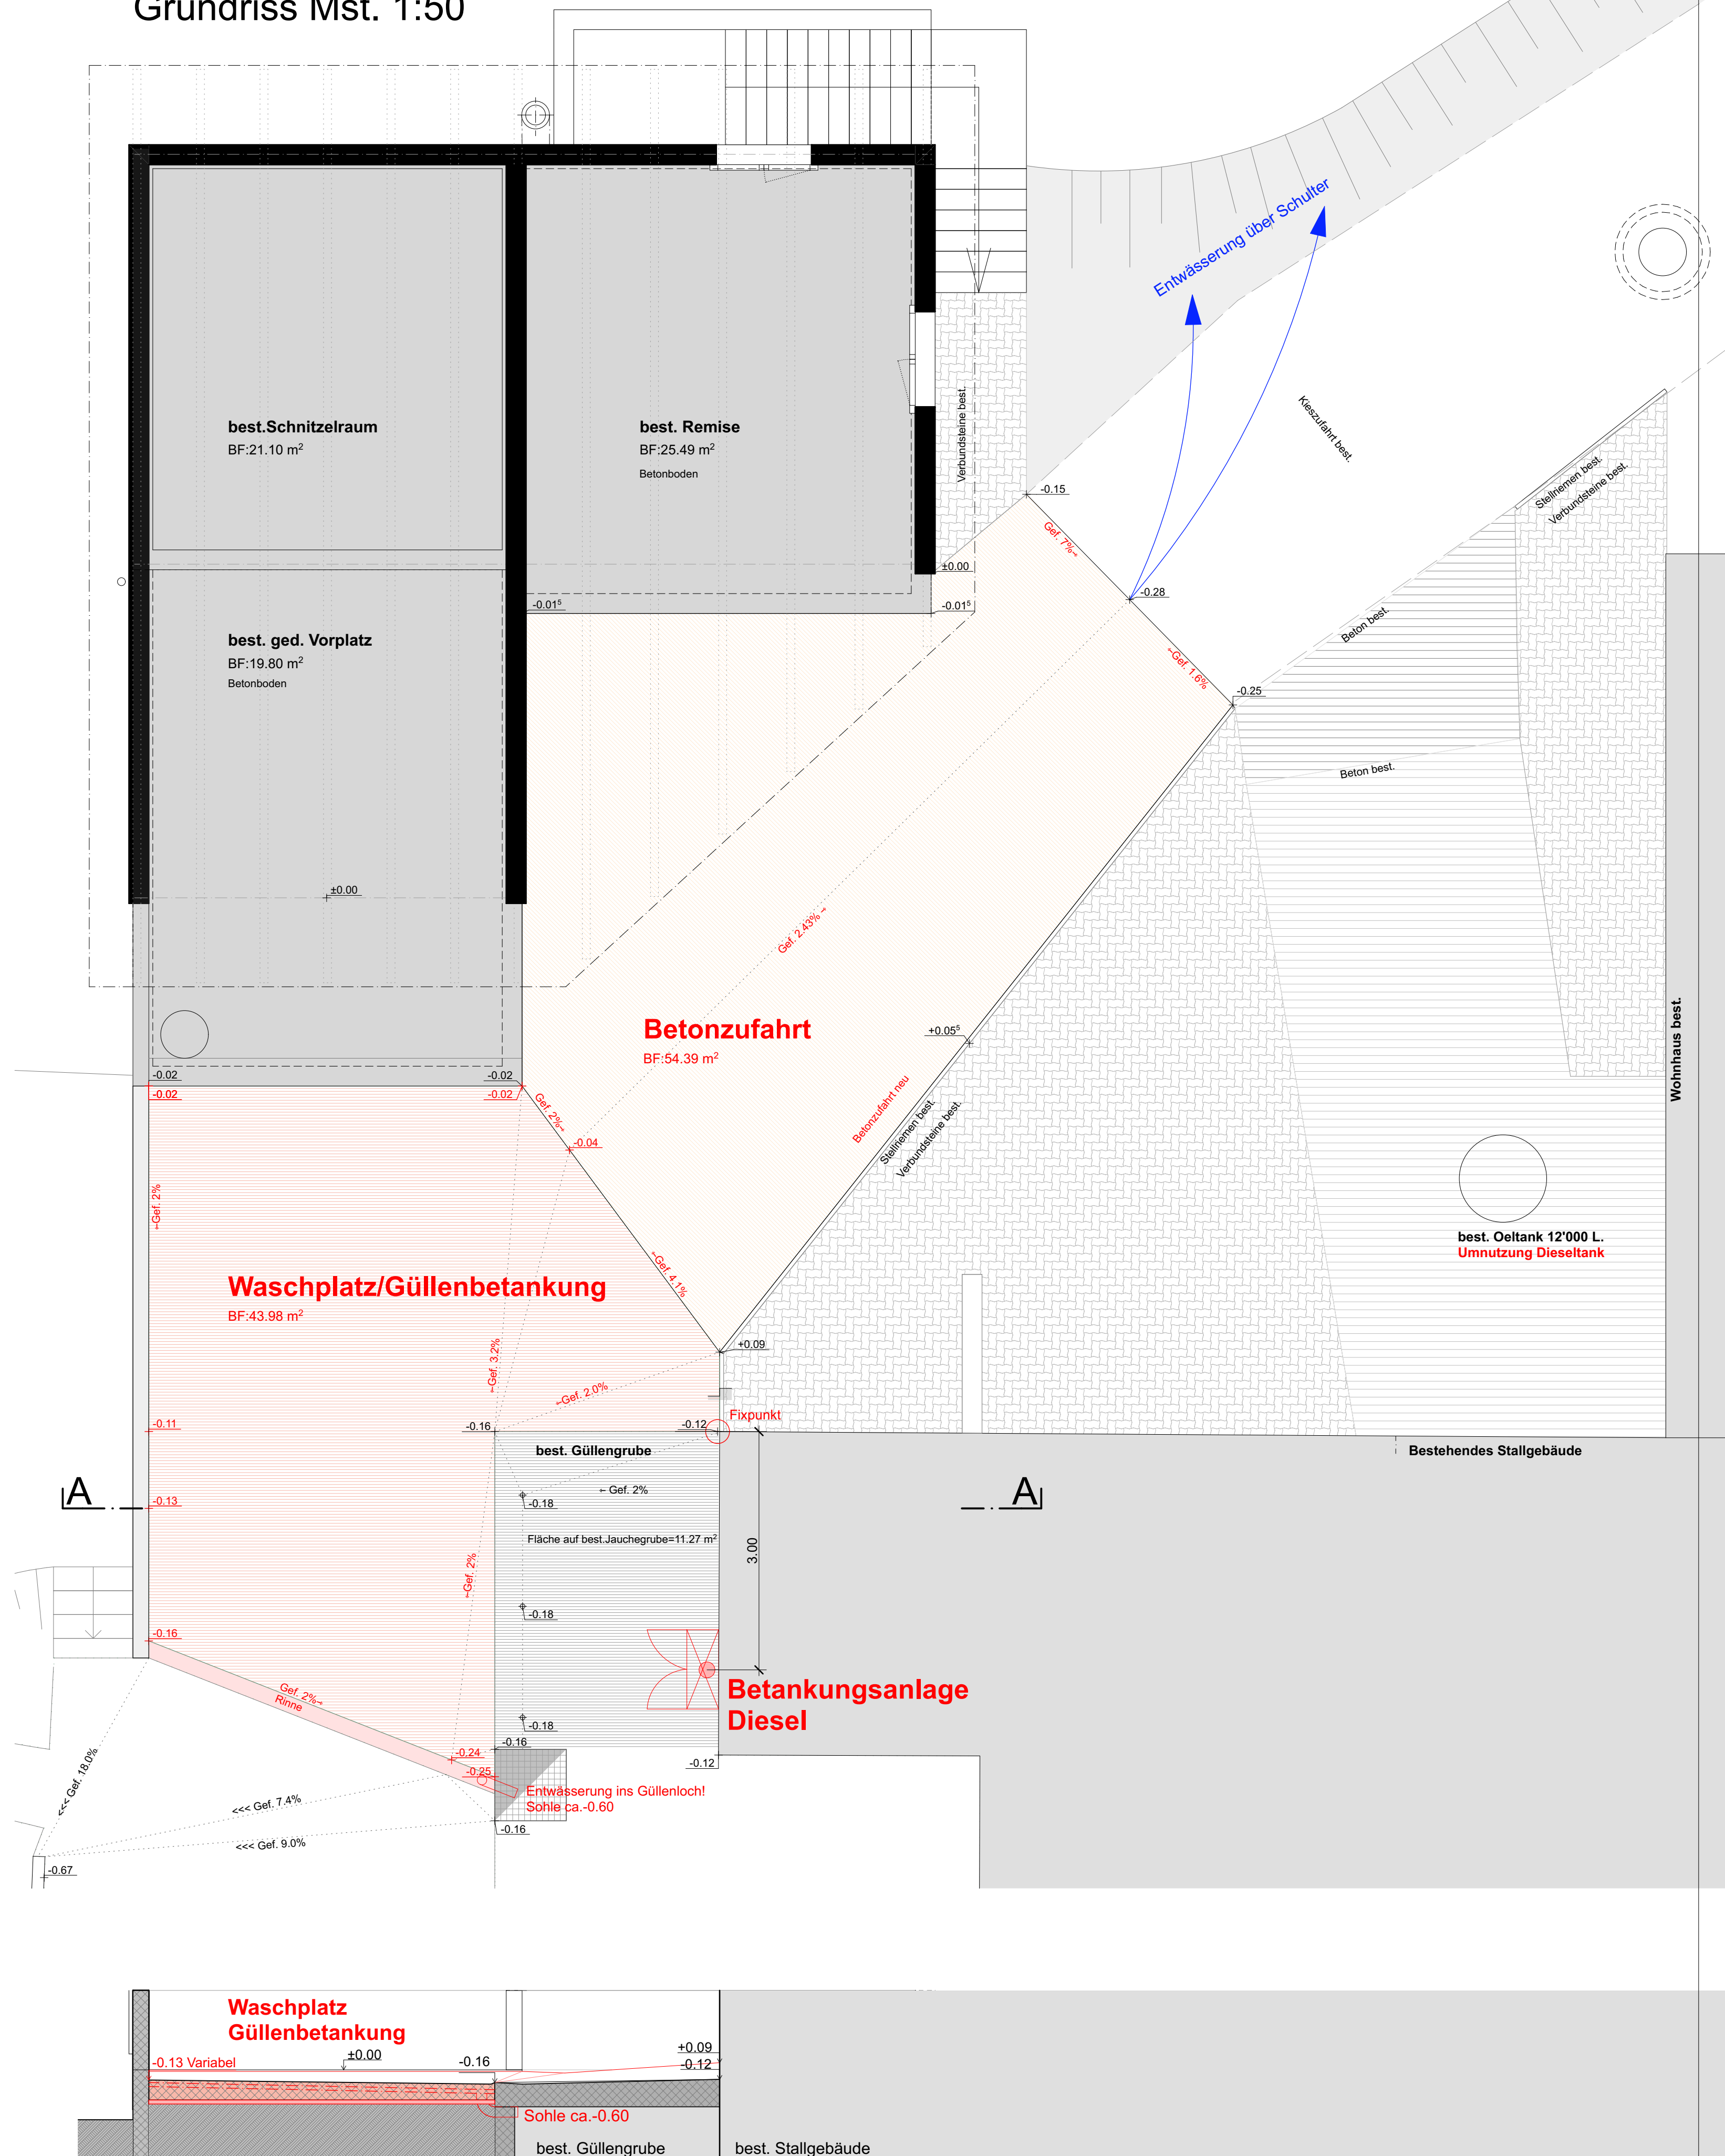 Grundriss Mst. 1:50
Entwässerung über Schulter
best.Schnitzelraum
BF:21.10 m²
best. Remise
BF:25.49 m²
Betonboden
Verbundsteine best.
Kieszufahrt best.
Stellriemen best.
Verbundsteine best.
-0.15
Gef. 7%→
±0.00
-0.28
-0.01⁵
-0.01⁵
best. ged. Vorplatz
BF:19.80 m²
Betonboden
Beton best.
←Gef. 1.6%
-0.25
Beton best.
±0.00
Gef. 2.43% →
Betonzufahrt
BF:54.39 m²
+0.05⁵
Wohnhaus best.
-0.02
-0.02
-0.02
-0.02
Gef. 2%→
-0.04
Betonzufahrt neu
Stellriemen best.
Verbundsteine best.
←Gef. 2%
best. Oeltank 12'000 L.
Umnutzung Dieseltank
Waschplatz/Güllenbetankung
BF:43.98 m²
←Gef. 4.1%
←Gef. 3.2%
+0.09
←Gef. 2.0%
-0.11
-0.16
-0.12
Fixpunkt
best. Güllengrube
Bestehendes Stallgebäude
A
A
-0.13
-0.18
← Gef. 2%
Fläche auf best.Jauchegrube=11.27 m²
3.00
←Gef. 2%
-0.18
-0.16
Betankungsanlage
Diesel
Gef. 2%→
Rinne
-0.18
-0.16
-0.24
-0.12
-0.25
Entwässerung ins Güllenloch!
Sohle ca.-0.60
<<< Gef. 18.0%
<<< Gef. 7.4%
-0.16
<<< Gef. 9.0%
-0.67
Waschplatz
Güllenbetankung
-0.13 Variabel
±0.00
-0.16
+0.09
-0.12
Sohle ca.-0.60
best. Güllengrube
best. Stallgebäude